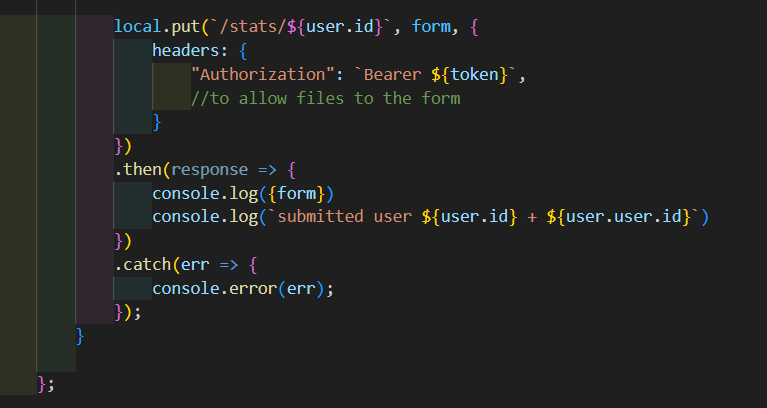 local.put(`/stats/${user.id}`, form, {
headers: {
"Authorization": `Bearer ${token}`,
//to allow files to the form
}
})
.then(response => {
console.log({form})
console.log(`submitted user ${user.id} + ${user.user.id}`)
})
.catch(err => {
console.error(err);
});
}
};